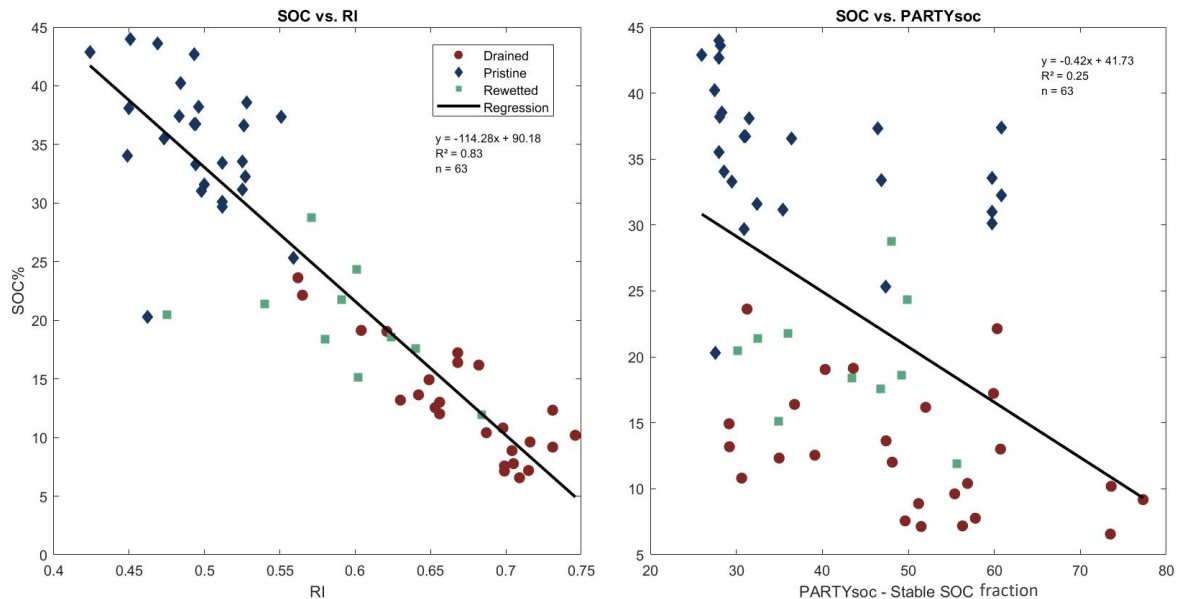 SOC vs. RI
45
40
35
30
25
20
15
10
5
0
SOC%
0.4 0.45 0.5 0.55 0.6 0.65 0.7 0.75
RI
Drained
Pristine
Rewetted
Regression
y = -114.28x + 90.18
R² = 0.83
n = 63
SOC vs. PARTYsoc
45
40
35
30
25
20
15
10
5
20 30 40 50 60 70 80
PARTYsoc - Stable SOC fraction
y = -0.42x + 41.73
R² = 0.25
n = 63